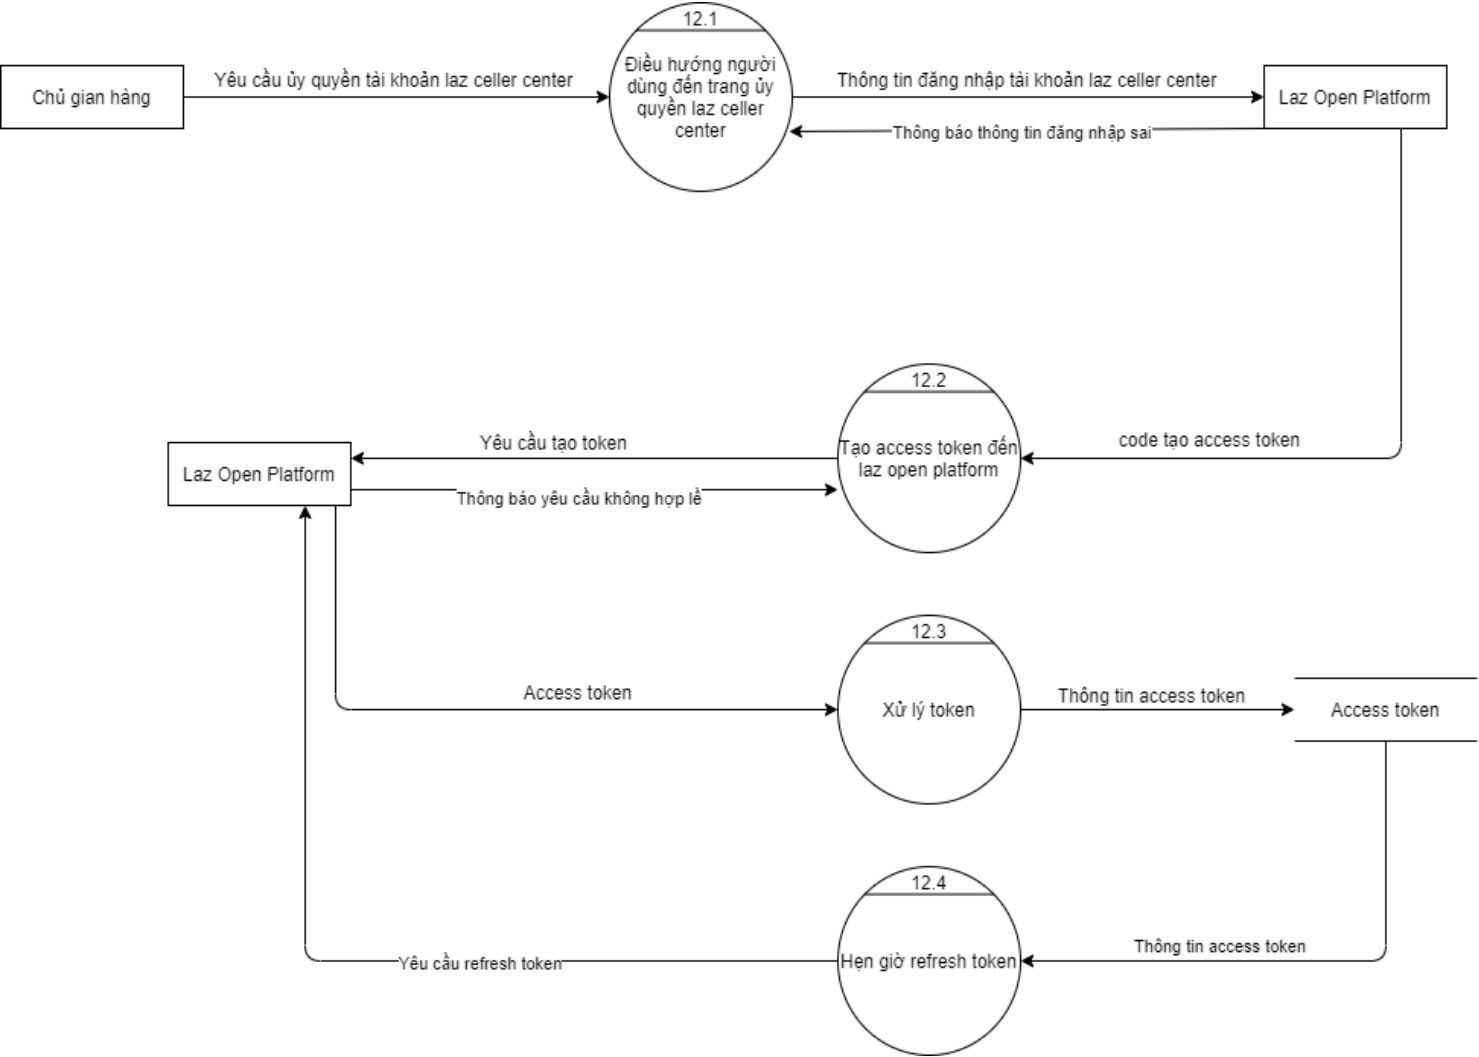 12.1
Chủ gian hàng
Yêu cầu ủy quyền tài khoản laz celler center
Điều hướng người
dùng đến trang ủy
quyền laz celler
center
Thông tin đăng nhập tài khoản laz celler center
Laz Open Platform
Thông báo thông tin đăng nhập sai
12.2
Laz Open Platform
Yêu cầu tạo token
Thông báo yêu cầu không hợp lề
Tạo access token đến
laz open platform
code tạo access token
12.3
Access token
Xử lý token
Thông tin access token
Access token
12.4
Yêu cầu refresh token
Hẹn giờ refresh token
Thông tin access token